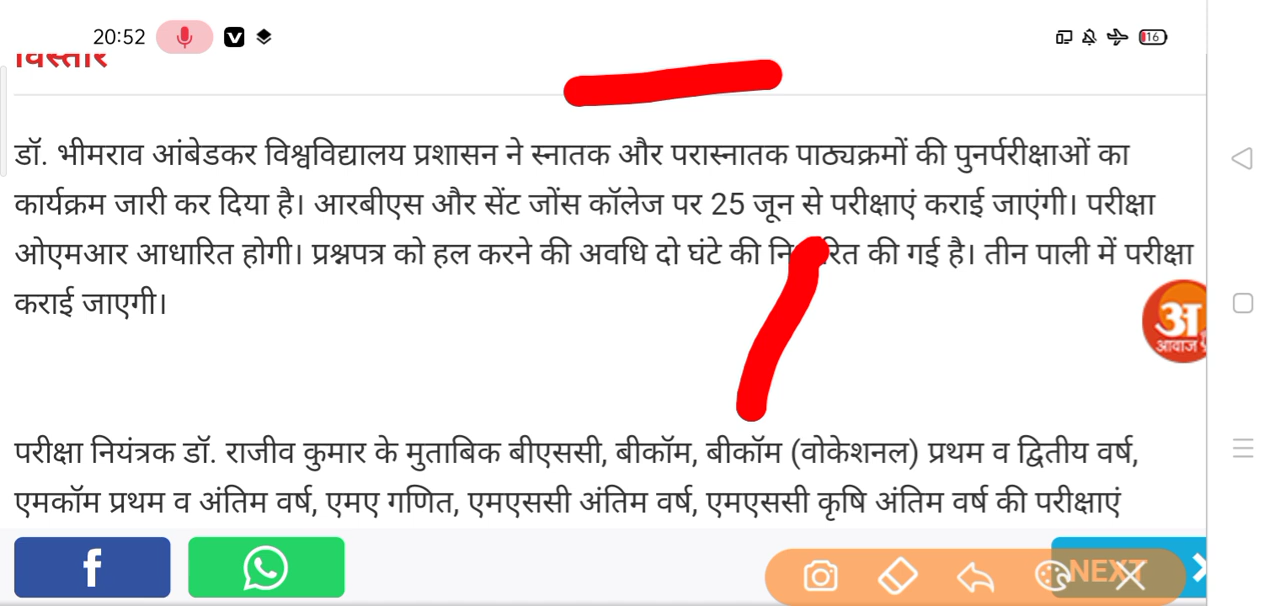 20:52
16
विस्तार
डॉ. भीमराव आंबेडकर विश्वविद्यालय प्रशासन ने स्नातक और परास्नातक पाठ्यक्रमों की पुनर्परीक्षाओं का
कार्यक्रम जारी कर दिया है। आरबीएस और सेंट जोंस कॉलेज पर 25 जून से परीक्षाएं कराई जाएंगी। परीक्षा
ओएमआर आधारित होगी। प्रश्नपत्र को हल करने की अवधि दो घंटे की की गई है। तीन पाली में परीक्षा
कराई जाएगी।
अ
आवाज
परीक्षा नियंत्रक डॉ. राजीव कुमार के मुताबिक बीएससी, बीकॉम, बीकॉम (वोकेशनल) प्रथम व द्वितीय वर्ष,
एमकॉम प्रथम व अंतिम वर्ष, एमए गणित, एमएससी अंतिम वर्ष, एमएससी कृषि अंतिम वर्ष की परीक्षाएं
NEXT